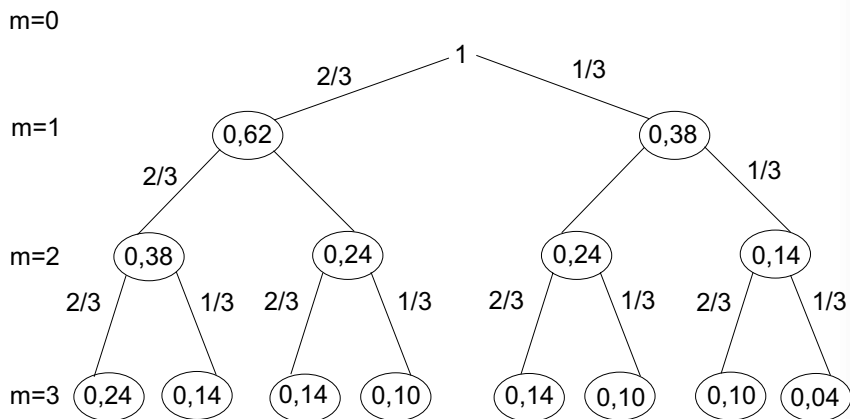 m=0
1
2/3 1/3
m=1 0,62 0,38
2/3 1/3
m=2 0,38 0,24 0,24 0,14
2/3 1/3 2/3 1/3 2/3 1/3 2/3 1/3
m=3 0,24 0,14 0,14 0,10 0,14 0,10 0,10 0,04